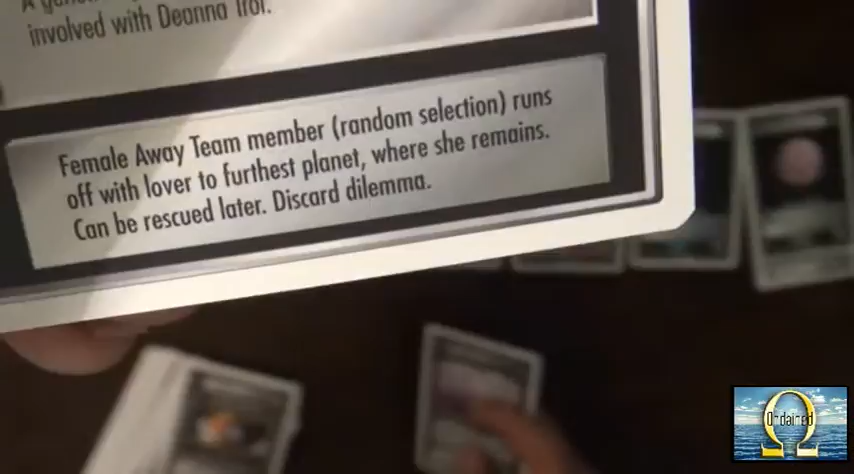 involved with Deanna Troi.
Female Away Team member (random selection) runs
off with lover to furthest planet, where she remains.
Can be rescued later. Discard dilemma.
Ordained